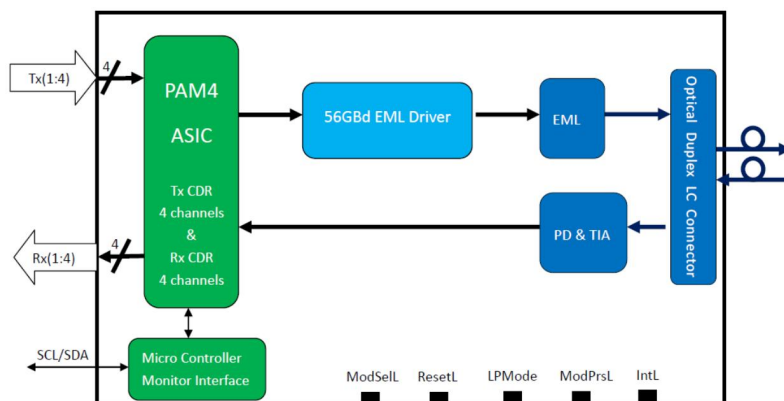 Tx(1:4)
4
PAM4
ASIC
Tx CDR
4 channels
&
Rx CDR
4 channels
56GBd EML Driver
EML
Optical Duplex LC Connector
PD & TIA
Rx(1:4)
4
SCL/SDA
Micro Controller
Monitor Interface
ModSelL
ResetL
LPMode
ModPrsL
IntL